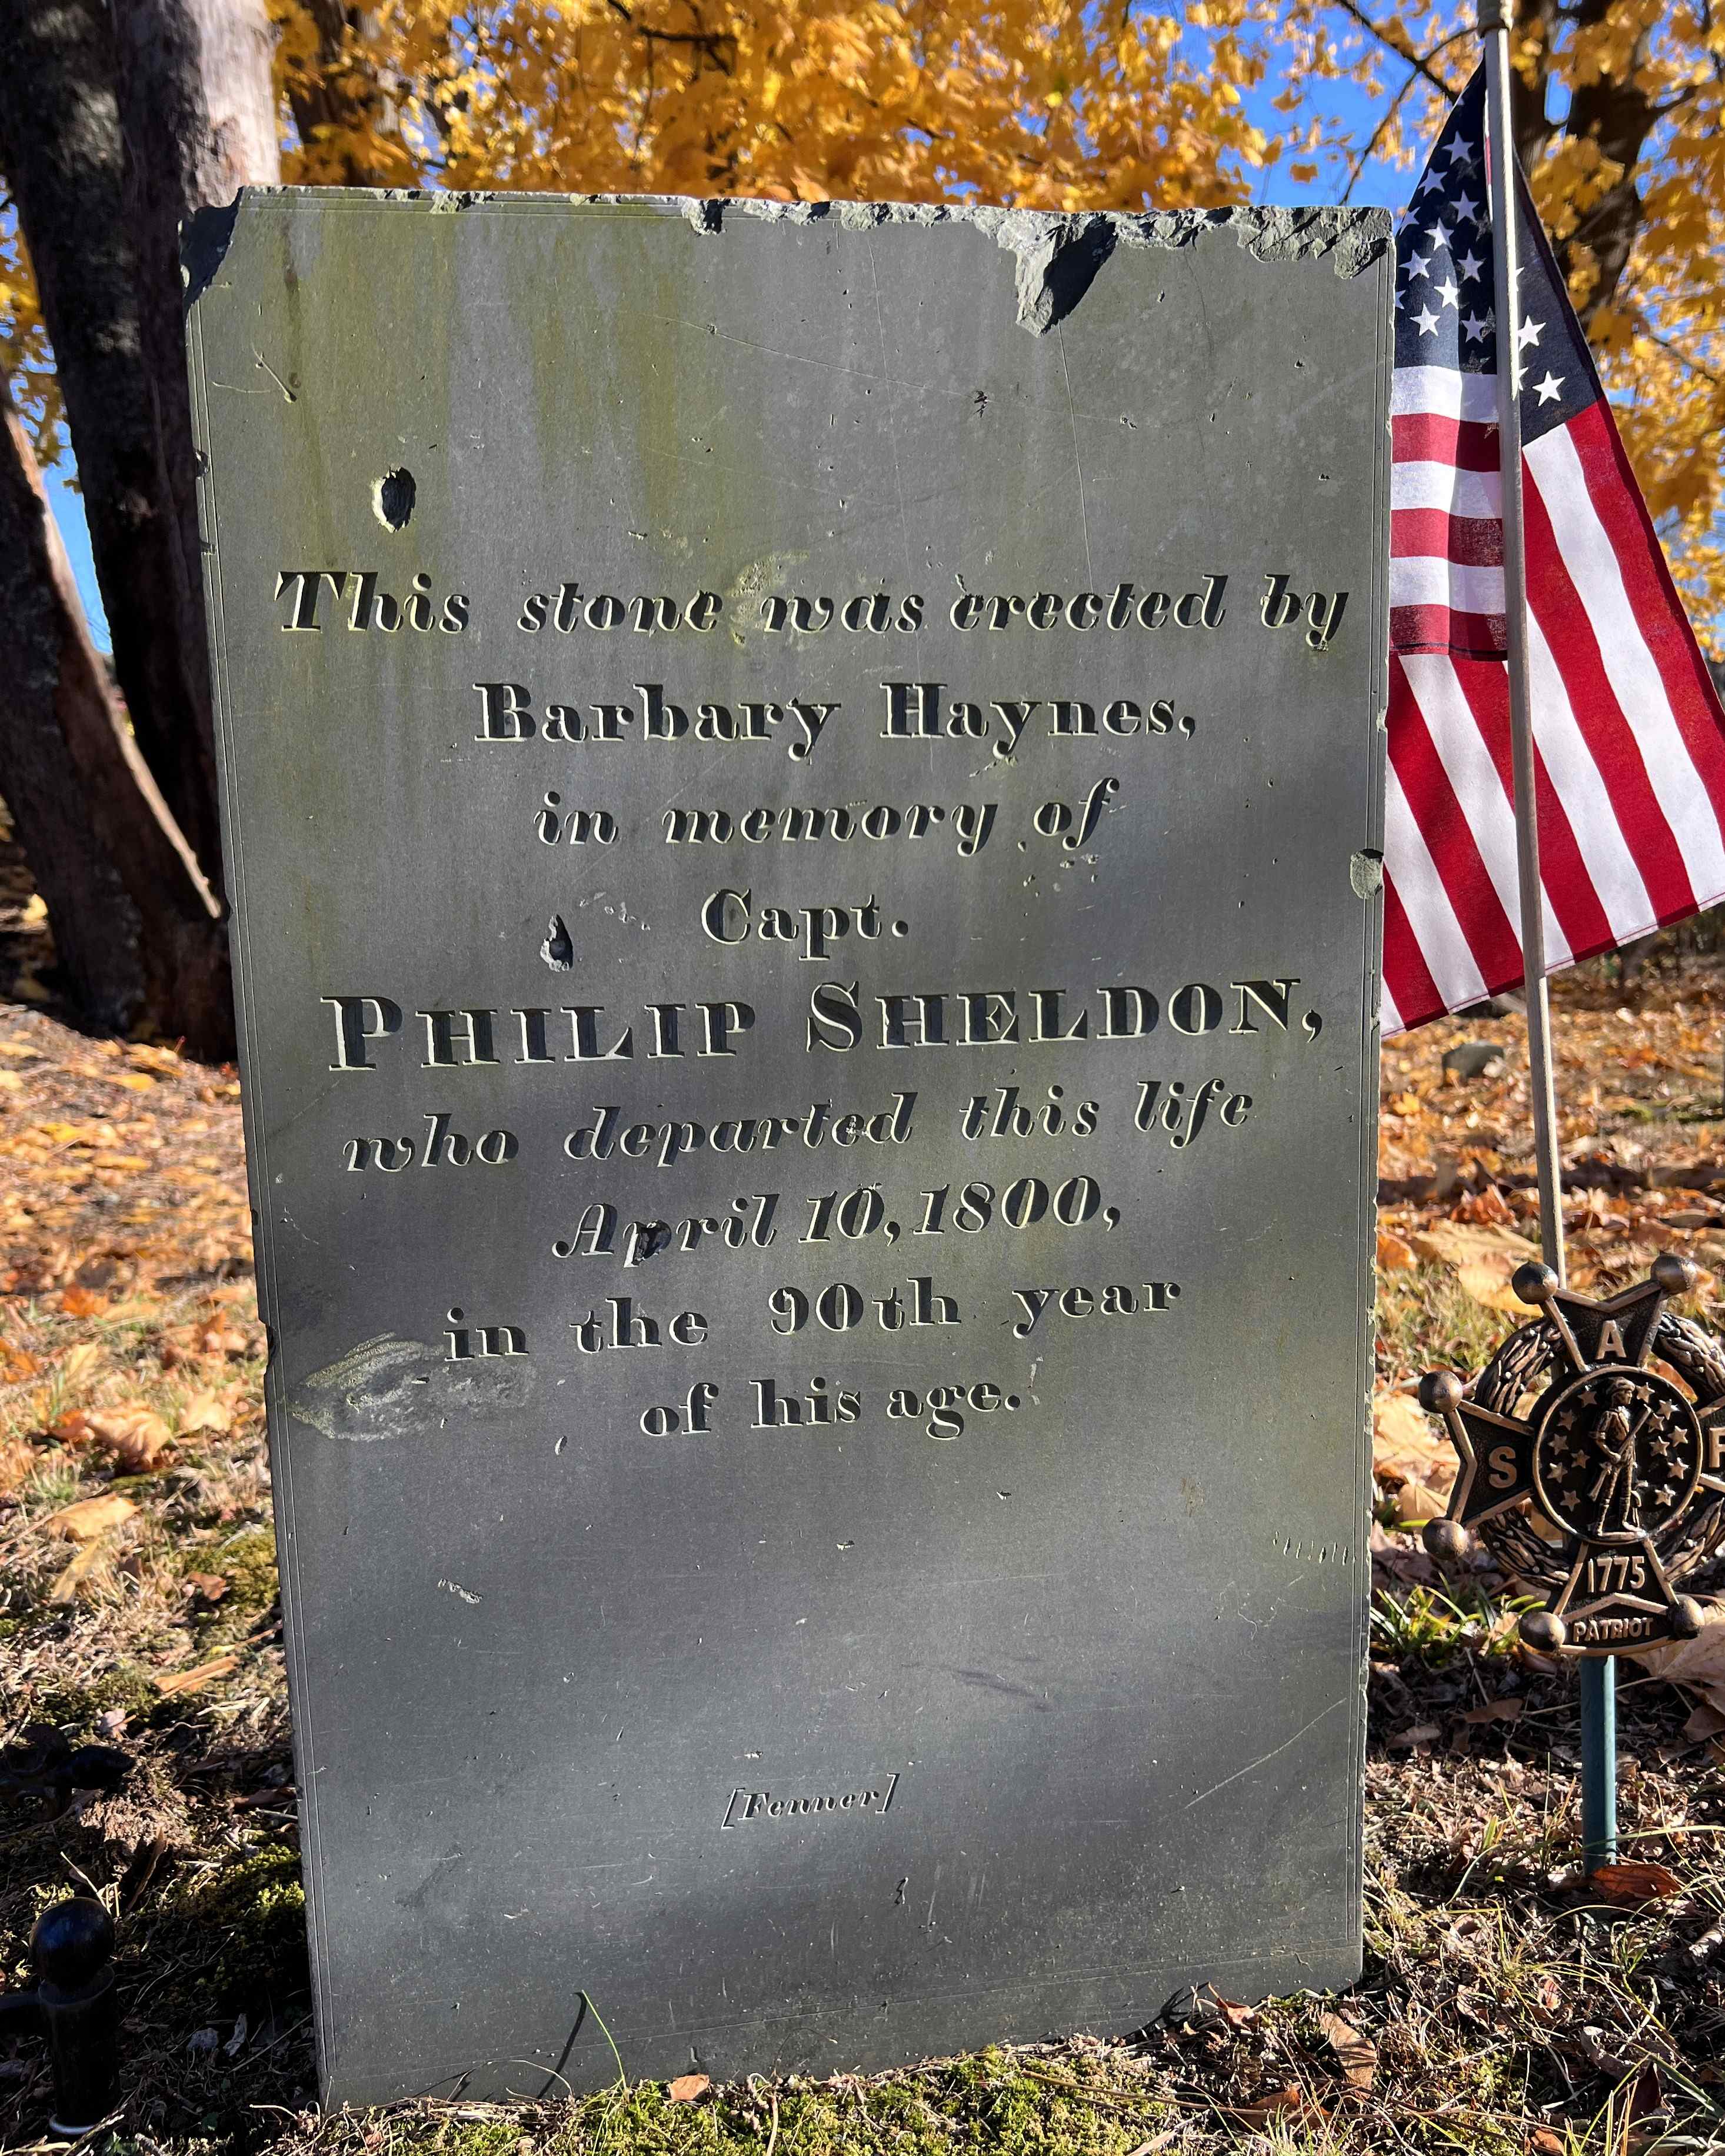 This stone was erected by
Barbary Haynes,
in memory of
Capt.
PHILIP SHELDON,
who departed this life
April 10, 1800,
in the 90th year
of his age.
[Fenner]
A
S
1775
PATRIOT